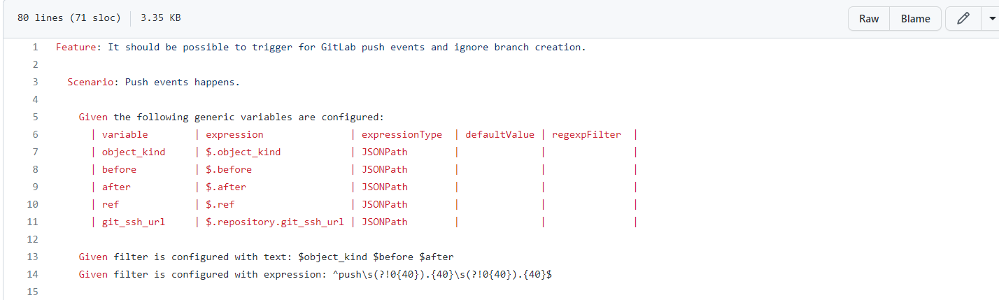 80 lines (71 sloc) 3.35 KB Raw Blame
1 Feature: It should be possible to trigger for GitLab push events and ignore branch creation.
2
3 Scenario: Push events happens.
4
5 Given the following generic variables are configured:
6 | variable | expression | expressionType | defaultValue | regexpFilter |
7 | object_kind | $.object_kind | JSONPath | | |
8 | before | $.before | JSONPath | | |
9 | after | $.after | JSONPath | | |
10 | ref | $.ref | JSONPath | | |
11 | git_ssh_url | $.repository.git_ssh_url | JSONPath | | |
12
13 Given filter is configured with text: $object_kind $before $after
14 Given filter is configured with expression: ^push\s(?!0{40}).{40}\s(?!0{40}).{40}$
15